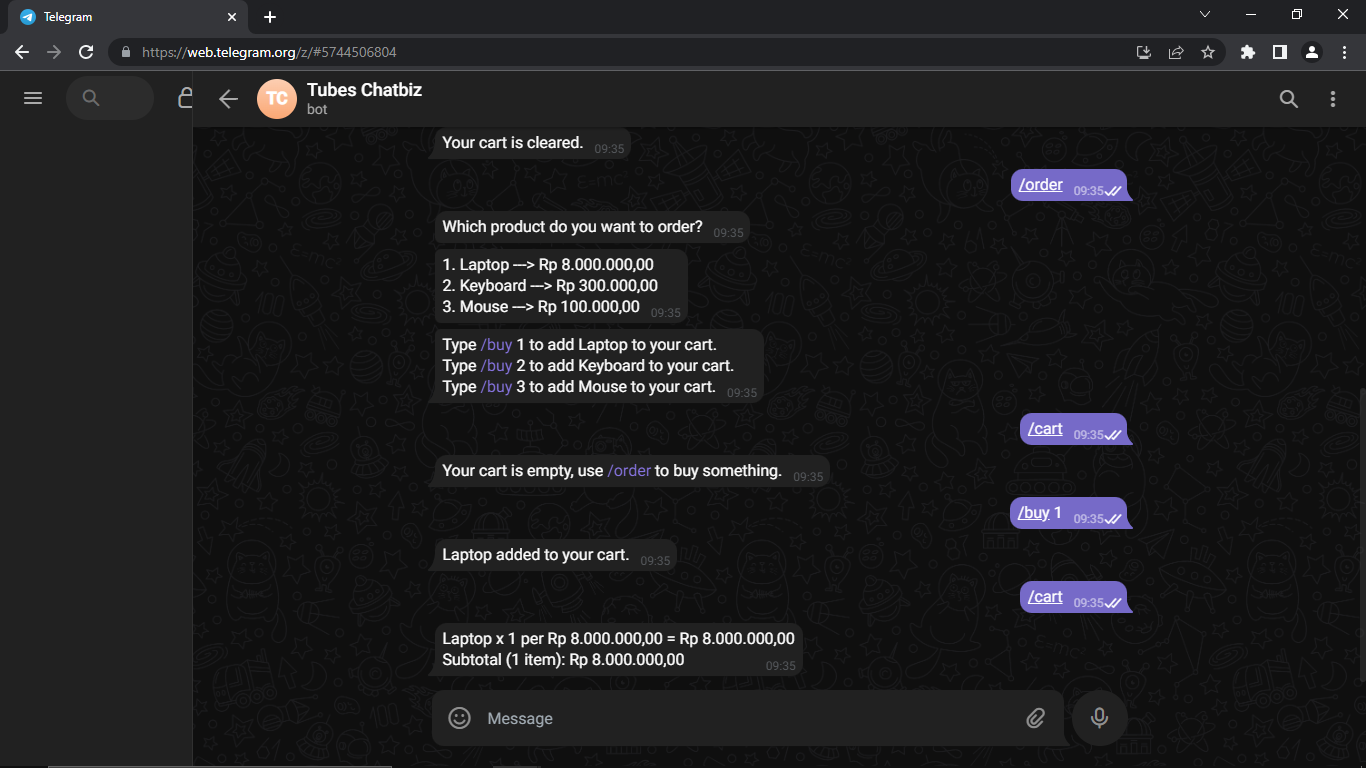 Telegram
https://web.telegram.org/z/#5744506804
TC
Tubes Chatbiz
bot
Your cart is cleared. 09:35
/order 09:35
Which product do you want to order? 09:35
1. Laptop ---> Rp 8.000.000,00
2. Keyboard ---> Rp 300.000,00
3. Mouse ---> Rp 100.000,00 09:35
Type /buy 1 to add Laptop to your cart.
Type /buy 2 to add Keyboard to your cart.
Type /buy 3 to add Mouse to your cart. 09:35
/cart 09:35
Your cart is empty, use /order to buy something. 09:35
/buy 1 09:35
Laptop added to your cart. 09:35
/cart 09:35
Laptop x 1 per Rp 8.000.000,00 = Rp 8.000.000,00
Subtotal (1 item): Rp 8.000.000,00 09:35
Message